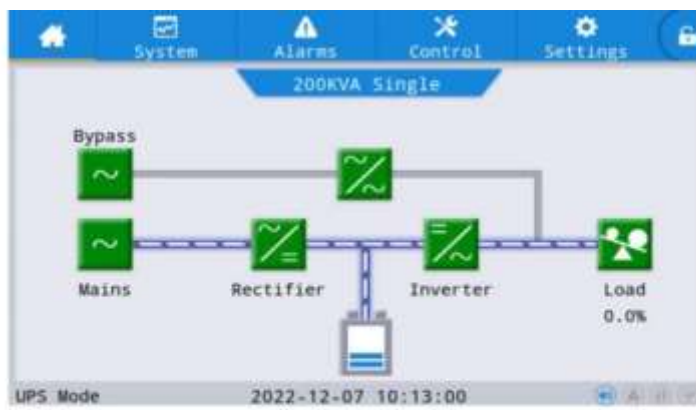 System Alarms Control Settings
200KVA Single
Bypass
Mains Rectifier Inverter Load
0.0%
UPS Mode 2022-12-07 10:13:00